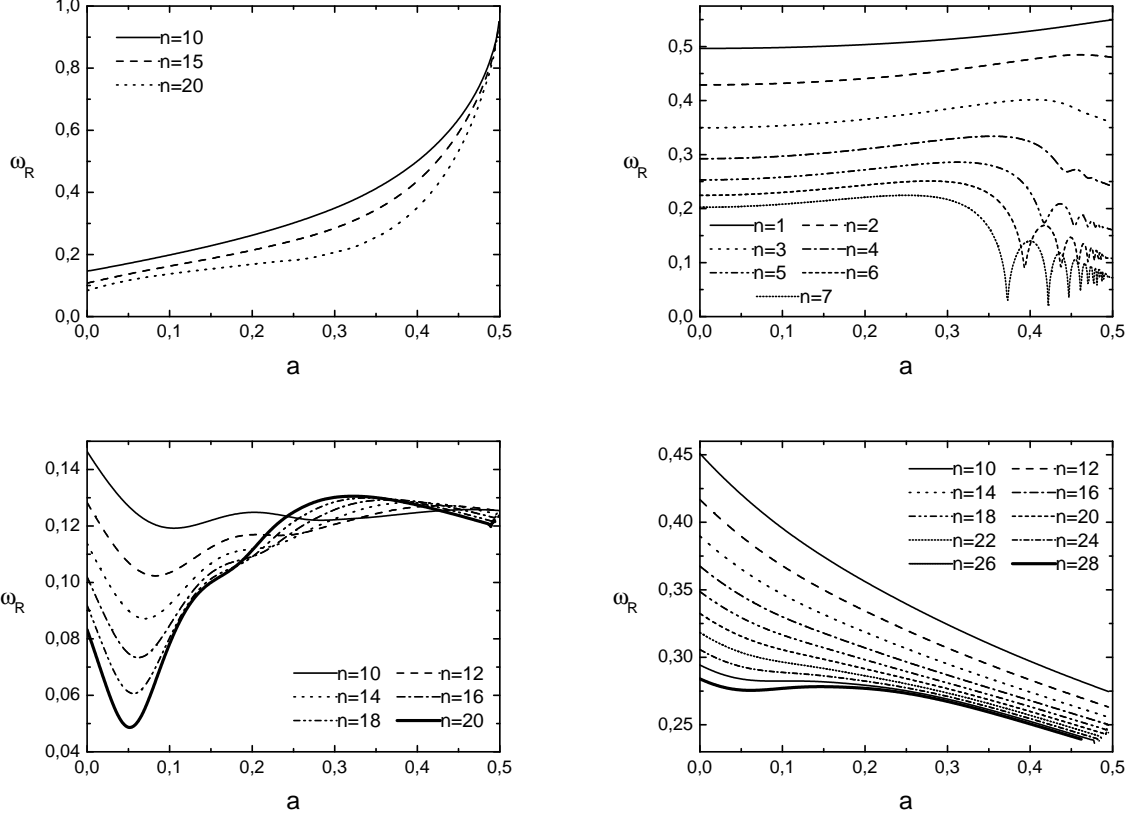 1,0
0,8
0,6
0,4
0,2
0,0
ωR
n=10
n=15
n=20
0,0 0,1 0,2 0,3 0,4 0,5
a
0,5
0,4
0,3
0,2
0,1
0,0
ωR
n=1 n=2
n=3 n=4
n=5 n=6
n=7
0,0 0,1 0,2 0,3 0,4 0,5
a
0,14
0,12
0,10
0,08
0,06
0,04
ωR
n=10 n=12
n=14 n=16
n=18 n=20
0,0 0,1 0,2 0,3 0,4 0,5
a
0,45
0,40
0,35
0,30
0,25
ωR
n=10 n=12
n=14 n=16
n=18 n=20
n=22 n=24
n=26 n=28
0,0 0,1 0,2 0,3 0,4 0,5
a